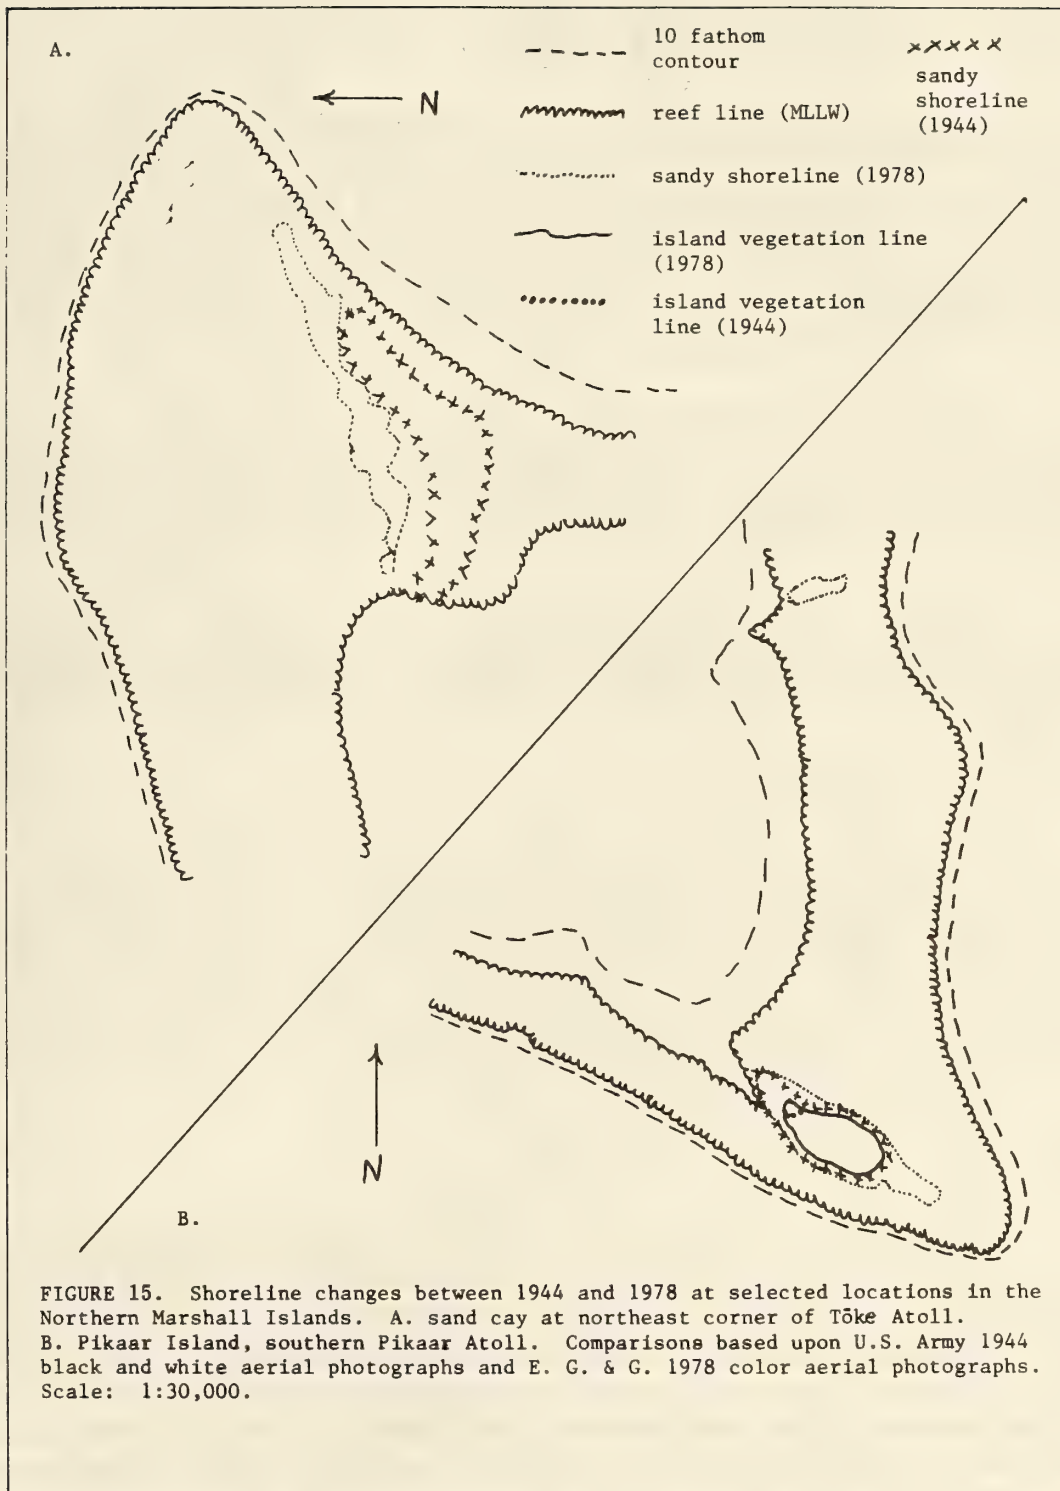 A.
10 fathom
contour
reef line (MLLW)
sandy shoreline (1978)
island vegetation line
(1978)
island vegetation
line (1944)
sandy
shoreline
(1944)
N
N
B.
FIGURE 15. Shoreline changes between 1944 and 1978 at selected locations in the
Northern Marshall Islands. A. sand cay at northeast corner of Tōke Atoll.
B. Pikaar Island, southern Pikaar Atoll. Comparisons based upon U.S. Army 1944
black and white aerial photographs and E. G. & G. 1978 color aerial photographs.
Scale: 1:30,000.